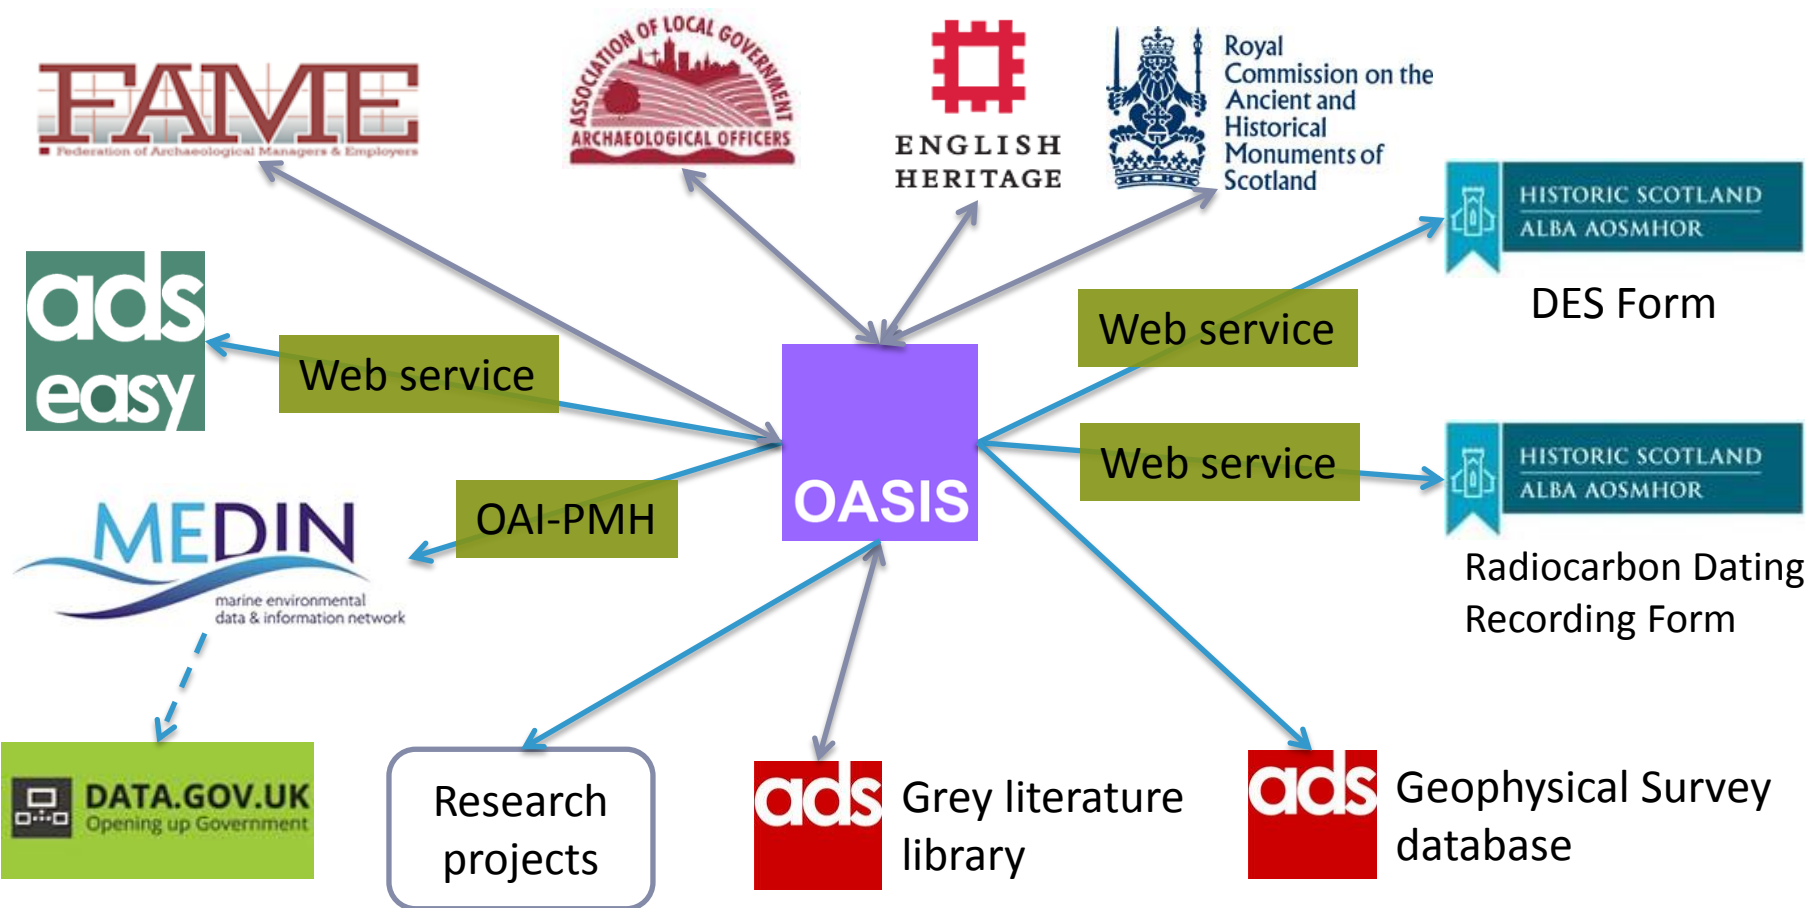 FAME
Federation of Archaeological Managers & Employers
ASSOCIATION OF LOCAL GOVERNMENT
ARCHAEOLOGICAL OFFICERS
ENGLISH
HERITAGE
Royal
Commission on the
Ancient and
Historical
Monuments of
Scotland
HISTORIC SCOTLAND
ALBA AOSMHOR
DES Form
ads
easy
Web service
Web service
OASIS
Web service
HISTORIC SCOTLAND
ALBA AOSMHOR
Radiocarbon Dating
Recording Form
MEDIN
marine environmental
data & information network
OAI-PMH
DATA.GOV.UK
Opening up Government
Research
projects
ads
Grey literature
library
ads
Geophysical Survey
database